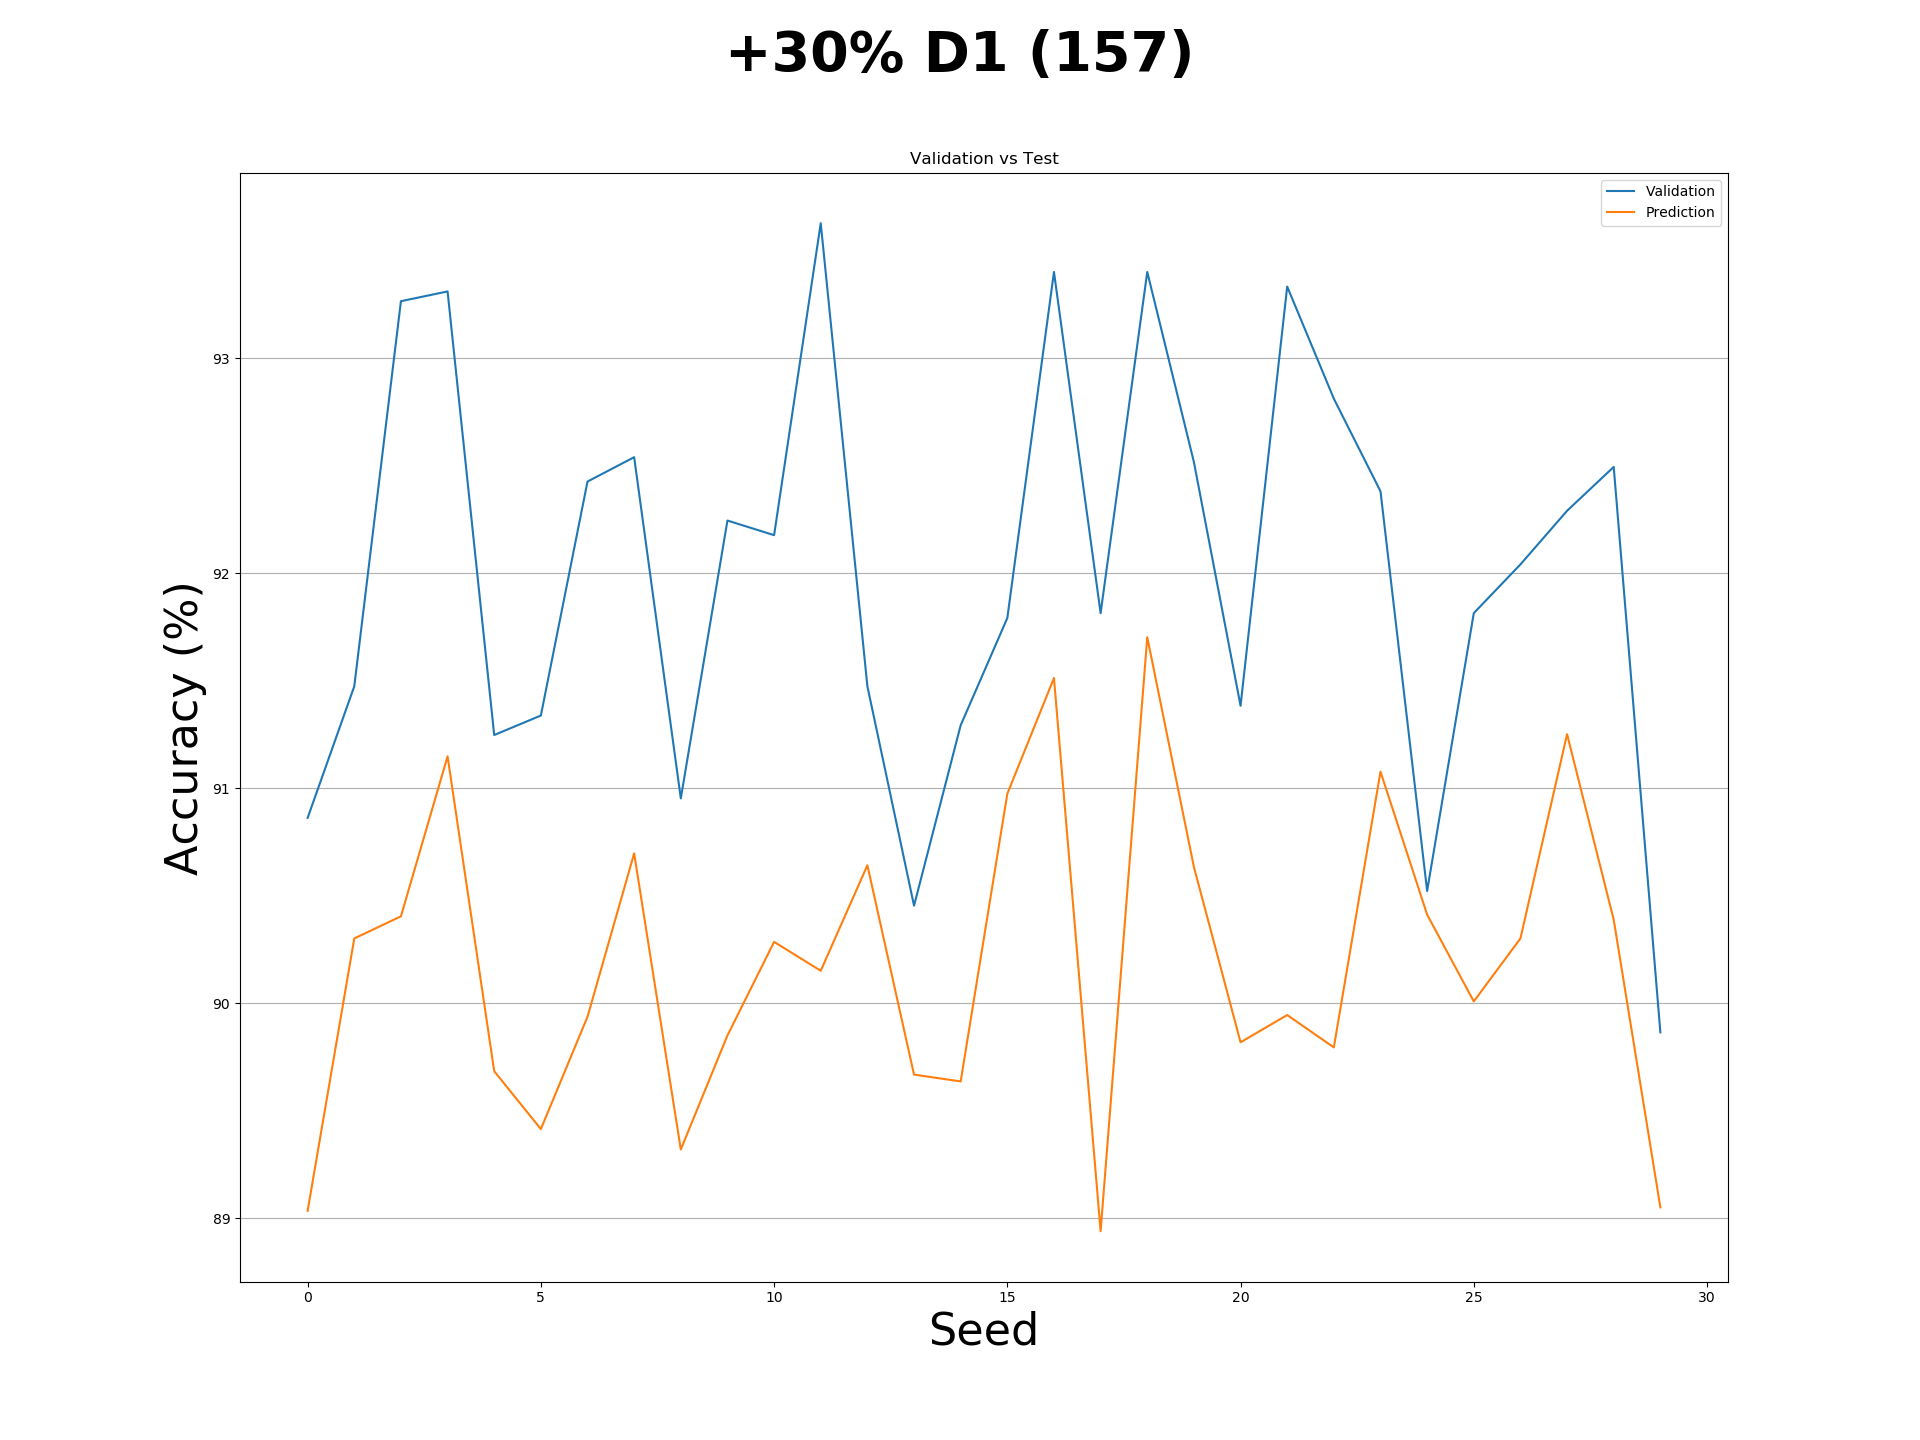 +30% D1 (157)
Validation vs Test
Validation
Prediction
93
92
91
90
89
Accuracy (%)
0 5 10 15 20 25 30
Seed